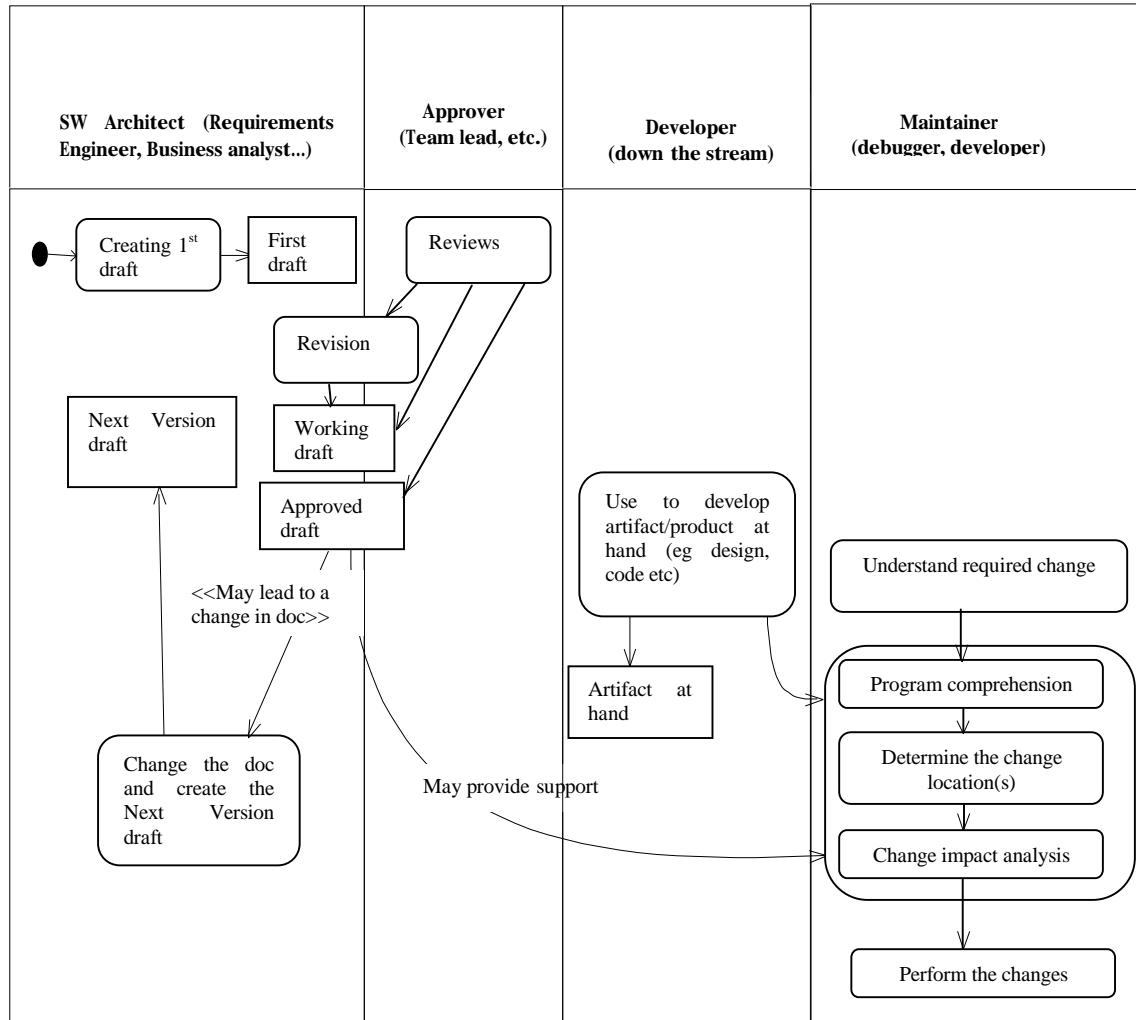 SW Architect (Requirements
Engineer, Business analyst...)
Approver
(Team lead, etc.)
Developer
(down the stream)
Maintainer
(debugger, developer)
Creating 1st
draft
First
draft
Reviews
Revision
Next Version
draft
Working
draft
Approved
draft
<<May lead to a
change in doc>>
Use to develop
artifact/product at
hand (eg design,
code etc)
Understand required change
Artifact at
hand
Program comprehension
Determine the change
location(s)
Change the doc
and create the
Next Version
draft
May provide support
Change impact analysis
Perform the changes